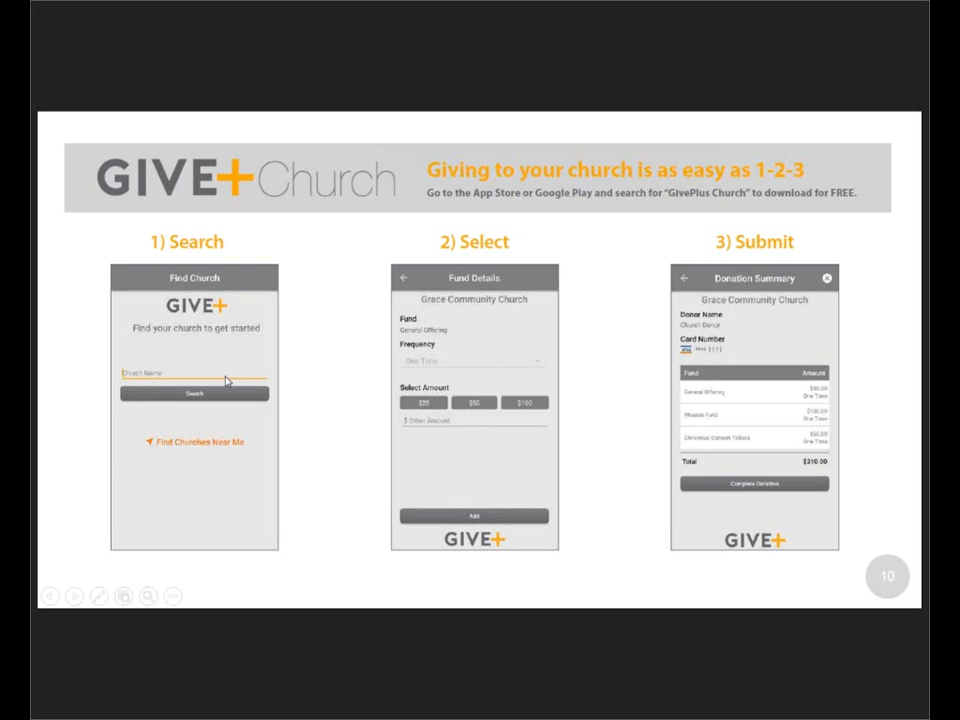 GIVE+Church
Giving to your church is as easy as 1-2-3
Go to the App Store or Google Play and search for “GivePlus Church” to download for FREE.
1) Search
Find Church
GIVE+
Find your church to get started
Church Name
Search
Find Churches Near Me
2) Select
Fund Details
Grace Community Church
Fund
General Offering
Frequency
One Time
Select Amount
$25 $50 $100
$ Other Amount
Add
GIVE+
3) Submit
Donation Summary
Grace Community Church
Donor Name
Church Donor
Card Number
VISA 1111
Fund Amount
General Offering
One Time
Mission Fund $100.00
One Time
Christmas Concert Tickets
One Time
Total $210.00
Complete Donation
GIVE+
10